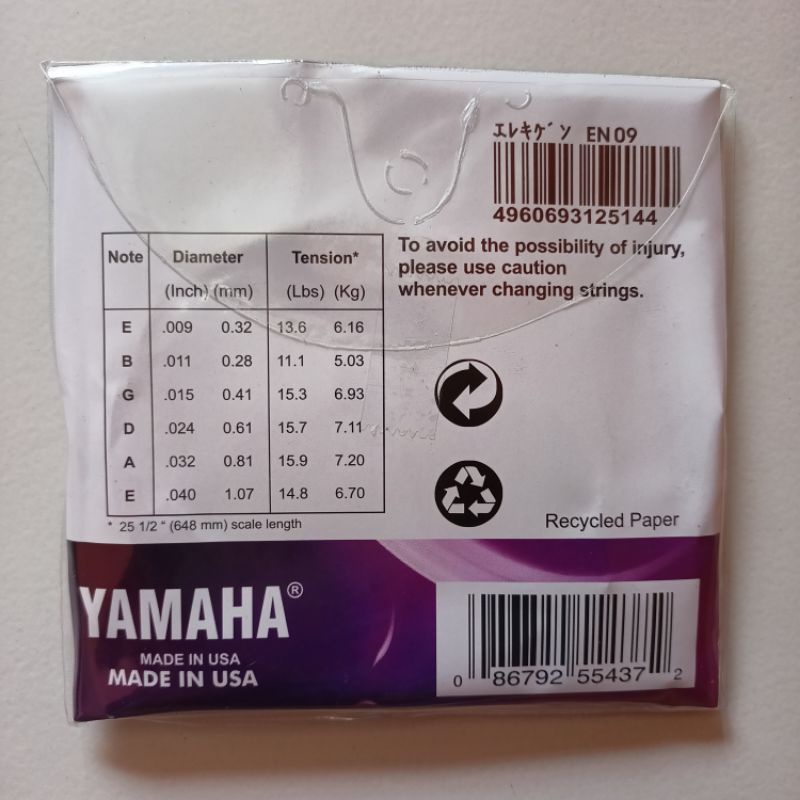 エレキゲン EN09
4960693125144
To avoid the possibility of injury,
please use caution
whenever changing strings.
Note Diameter Tension*
(Inch) (mm) (Lbs) (Kg)
E .009 0.32 13.6 6.16
B .011 0.28 11.1 5.03
G .015 0.41 15.3 6.93
D .024 0.61 15.7 7.11
A .032 0.81 15.9 7.20
E .040 1.07 14.8 6.70
* 25 1/2 “ (648 mm) scale length
Recycled Paper
YAMAHA®
MADE IN USA
MADE IN USA
0 86792 55437 2